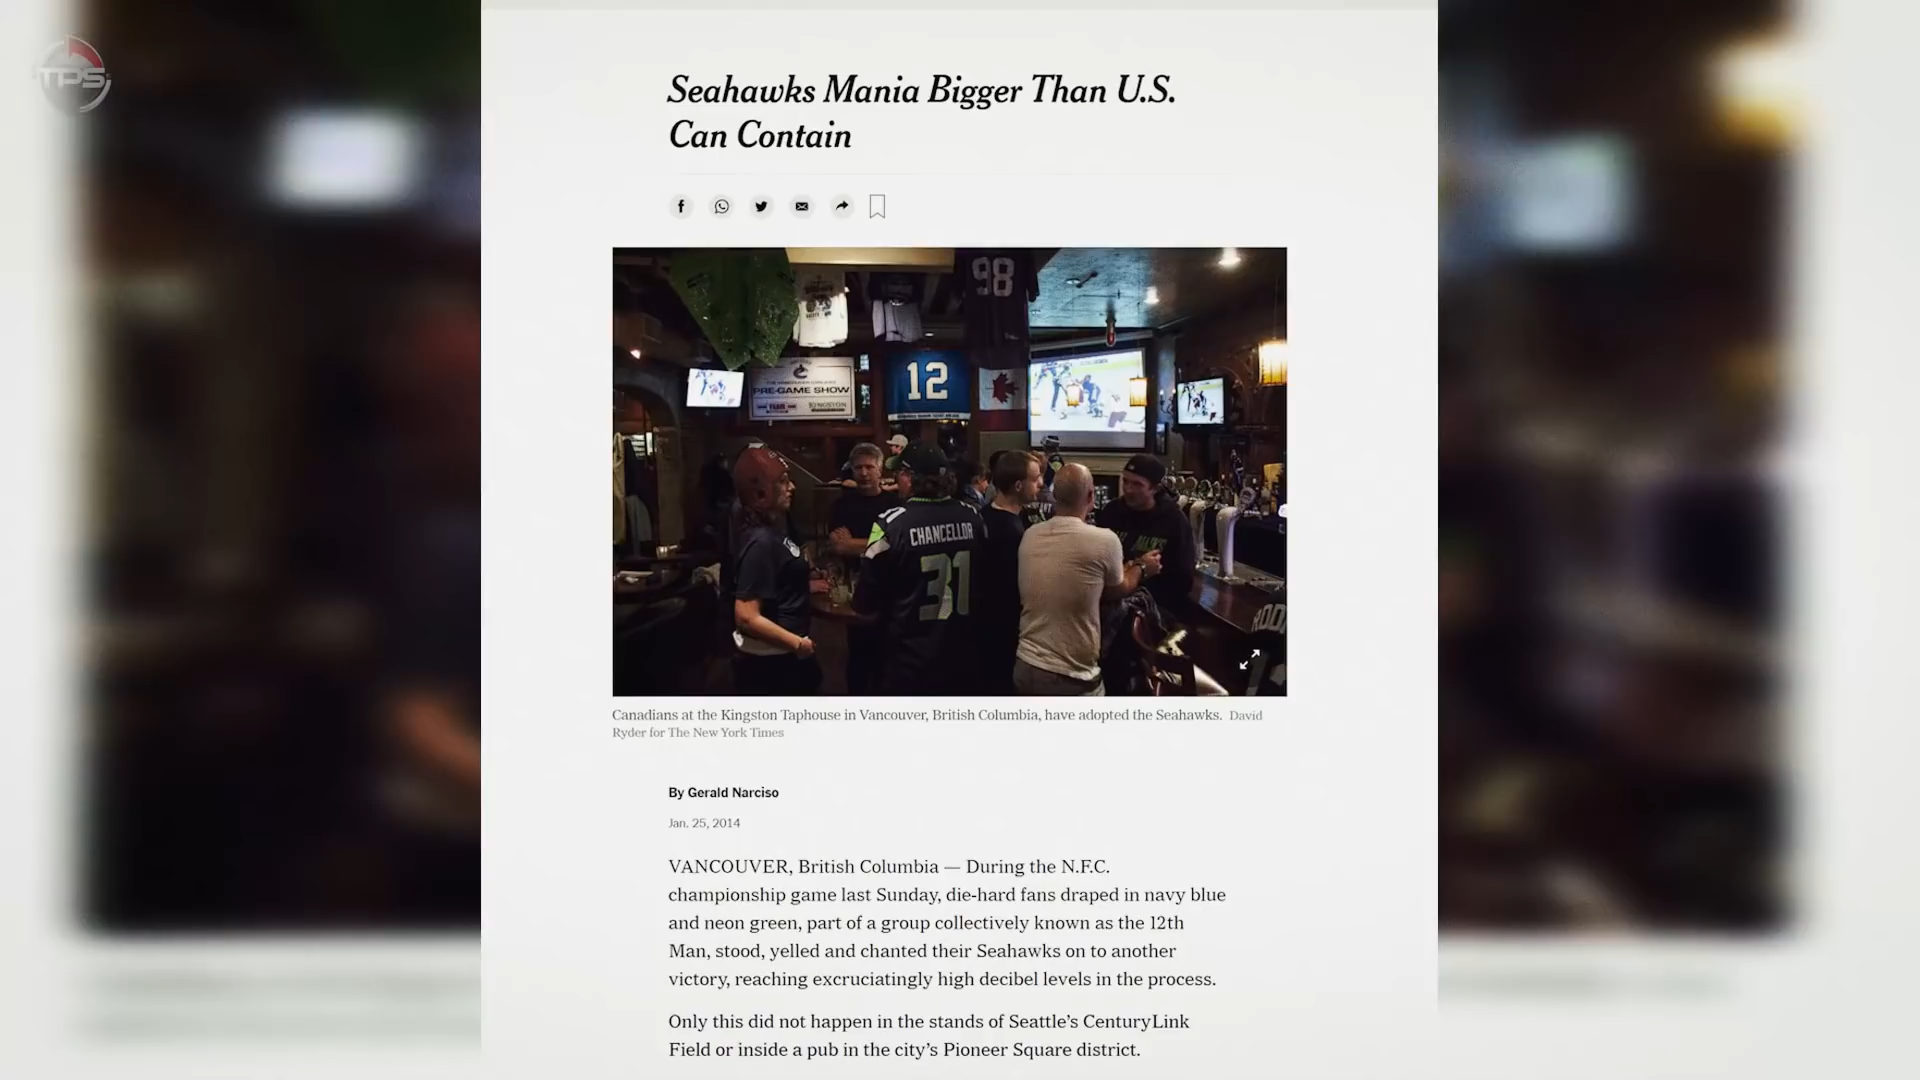 TPS
Seahawks Mania Bigger Than U.S.
Can Contain
98
PRE-GAME SHOW
KINGSTON
12
CHANCELLOR
31
Canadians at the Kingston Taphouse in Vancouver, British Columbia, have adopted the Seahawks. David
Ryder for The New York Times
By Gerald Narciso
Jan. 25, 2014
VANCOUVER, British Columbia — During the N.F.C.
championship game last Sunday, die-hard fans draped in navy blue
and neon green, part of a group collectively known as the 12th
Man, stood, yelled and chanted their Seahawks on to another
victory, reaching excruciatingly high decibel levels in the process.
Only this did not happen in the stands of Seattle’s CenturyLink
Field or inside a pub in the city’s Pioneer Square district.